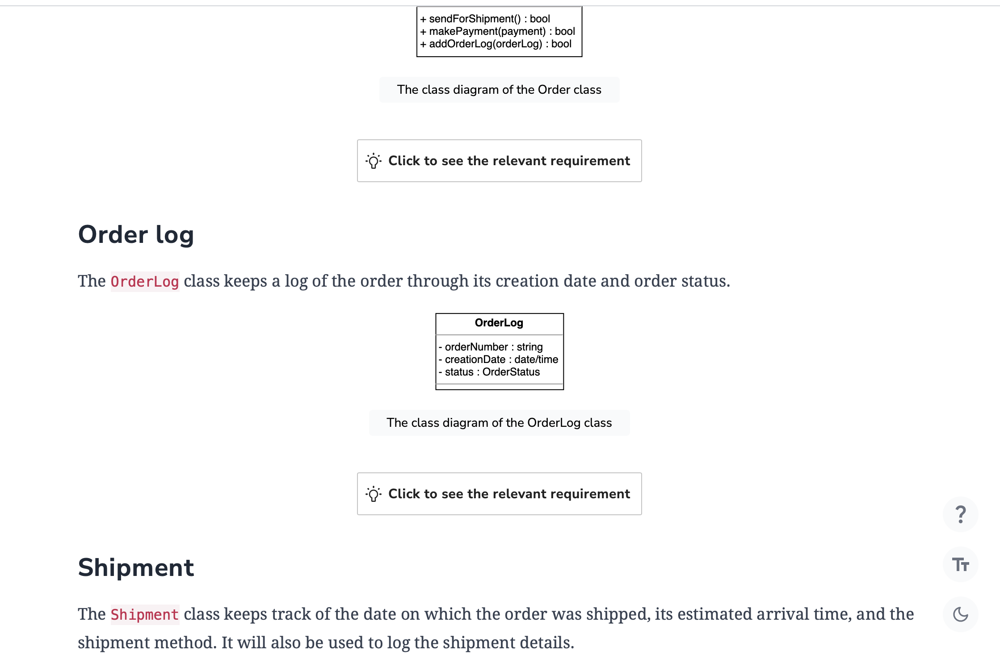 + sendForShipment() : bool
+ makePayment(payment) : bool
+ addOrderLog(orderLog) : bool
The class diagram of the Order class
Click to see the relevant requirement
Order log
The OrderLog class keeps a log of the order through its creation date and order status.
OrderLog
- orderNumber : string
- creationDate : date/time
- status : OrderStatus
The class diagram of the OrderLog class
Click to see the relevant requirement
?
Shipment
Tт
The Shipment class keeps track of the date on which the order was shipped, its estimated arrival time, and the
shipment method. It will also be used to log the shipment details.